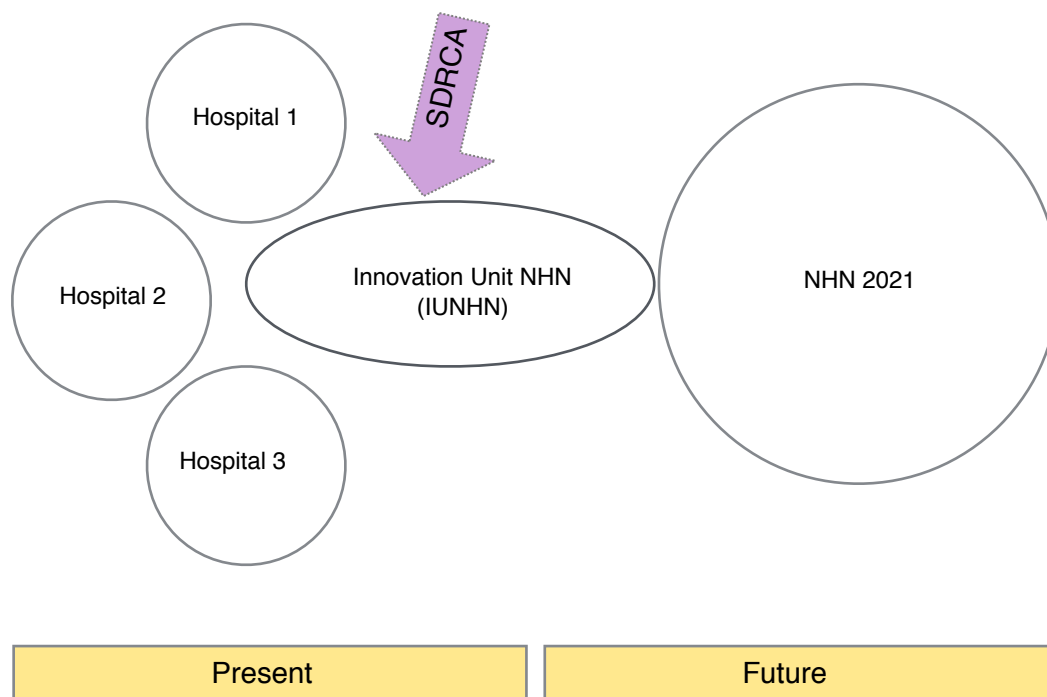 SDRCA
Hospital 1
Hospital 2
Innovation Unit NHN
(IUNHN)
NHN 2021
Hospital 3
Present
Future